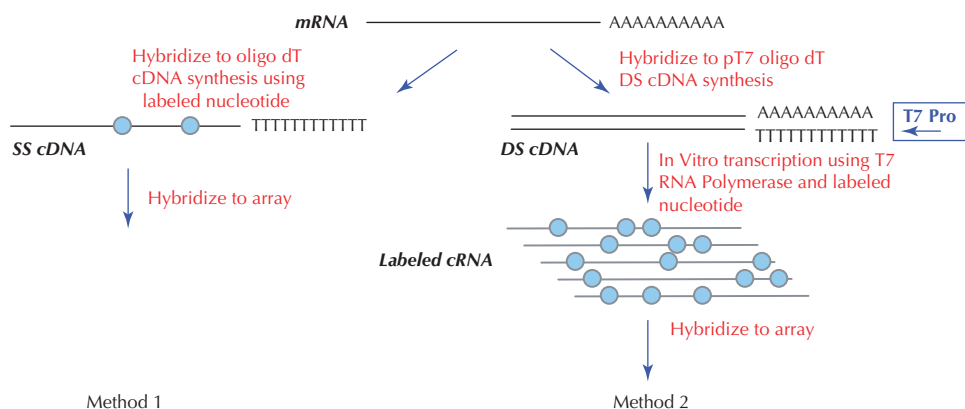 mRNA AAAAAAAAAA
Hybridize to oligo dT
cDNA synthesis using
labeled nucleotide
Hybridize to pT7 oligo dT
DS cDNA synthesis
TTTTTTTTTTTT
SS cDNA
AAAAAAAAAA
TTTTTTTTTTTT
T7 Pro
DS cDNA
Hybridize to array
In Vitro transcription using T7
RNA Polymerase and labeled
nucleotide
Labeled cRNA
Hybridize to array
Method 1
Method 2